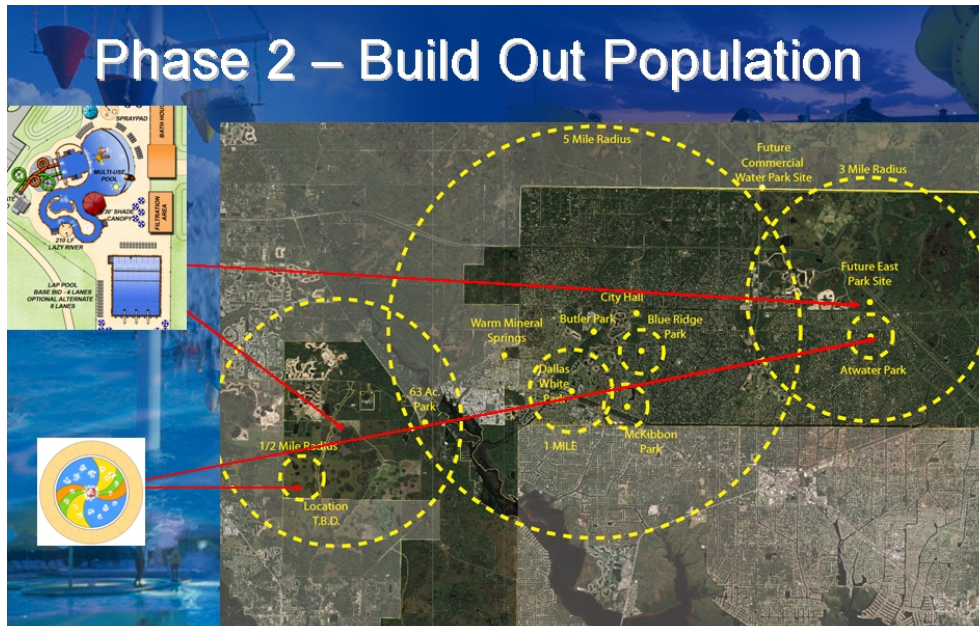 Phase 2 – Build Out Population
SPRAYPAD
BATH HOUSE
MULTI-USE
POOL
30' SHADE
CANOPY
FILTRATION
AREA
210 LF
LAZY RIVER
LAP POOL
BASE BID - 4 LANES
OPTIONAL ALTERNATE
8 LANES
5 Mile Radius
Future
Commercial
Water Park Site
3 Mile Radius
Future East
Park Site
City Hall
Butler Park
Blue Ridge
Park
Warm Mineral
Springs
Dallas
White
Park
Atwater Park
63 Ac.
Park
1/2 Mile Radius
1 MILE
McKibbon
Park
Location
T.B.D.